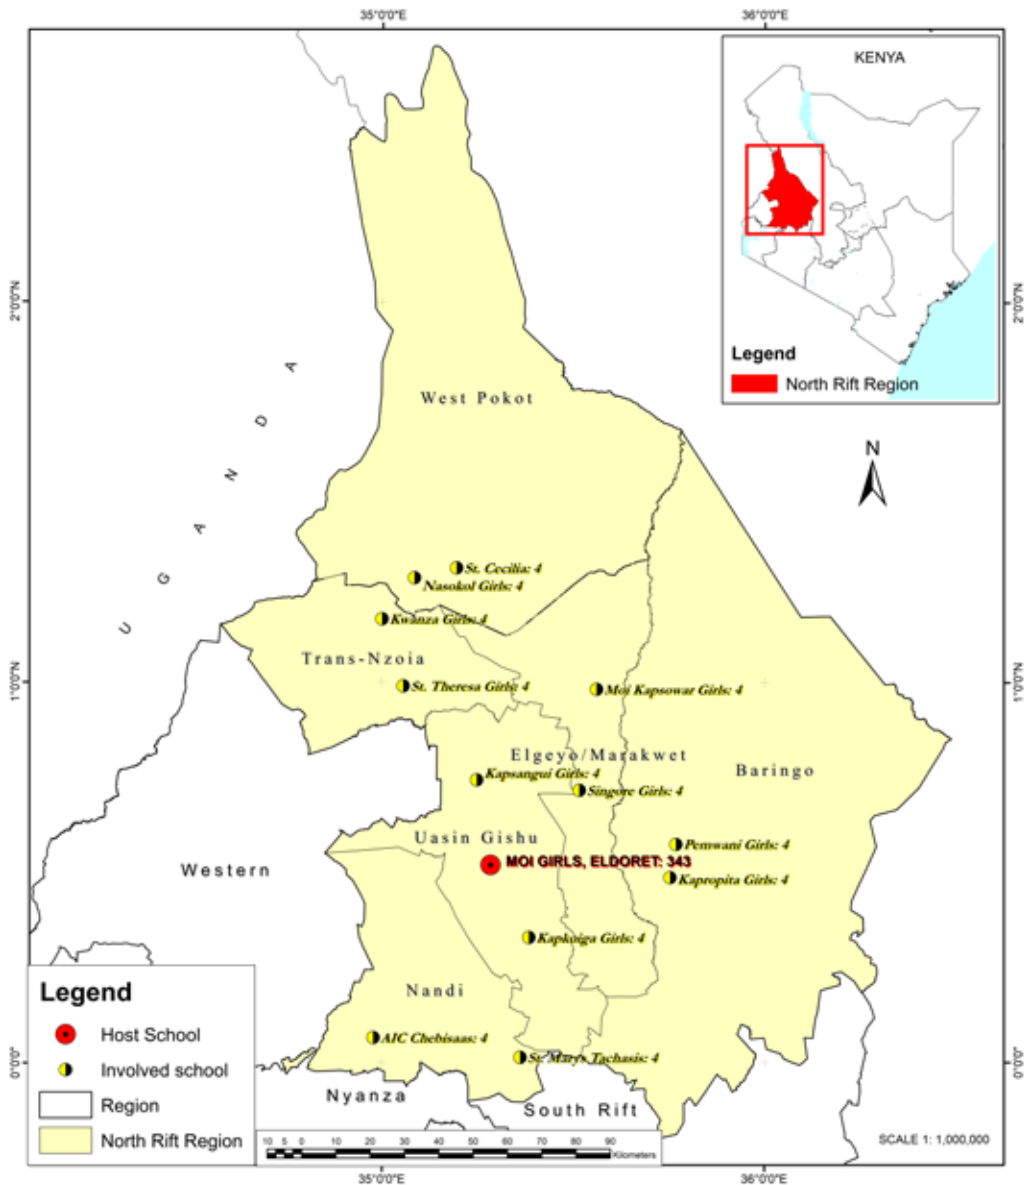 35°0'0"E
36°0'0"E
KENYA
Legend
North Rift Region
2°0'0"N
2°0'0"N
N
U G A N D A
West Pokot
St. Cecilia: 4
Nasokol Girls: 4
Kwanza Girls: 4
Trans-Nzoia
St. Theresa Girls: 4
Moi Kapsowar Girls: 4
1°0'0"N
1°0'0"N
Elgeyo/Marakwet
Baringo
Kapsangui Girls: 4
Singore Girls: 4
Uasin Gishu
Pemwani Girls: 4
MOI GIRLS, ELDORET: 343
Western
Kapropita Girls: 4
Kapkoiga Girls: 4
Nandi
AIC Chebisaas: 4
St. Marys Tachasis: 4
0°0'0"
0°0'0"
Nyanza
South Rift
Legend
Host School
Involved school
Region
North Rift Region
10 5 0 10 20 30 40 50 60 70 80 90
Kilometers
SCALE 1: 1,000,000
35°0'0"E
36°0'0"E